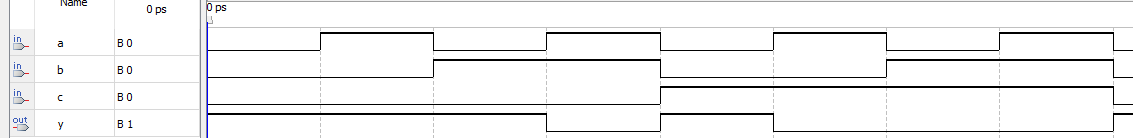 Name
0 ps
0 ps
in a B 0
in b B 0
in c B 0
out y B 1